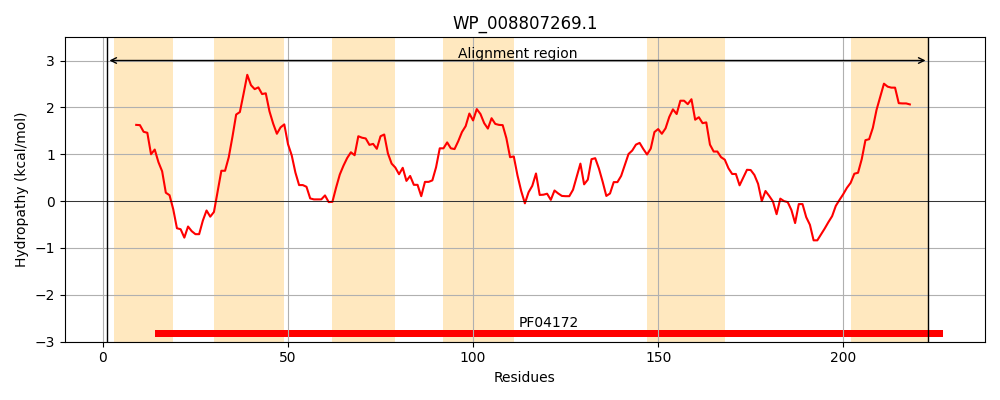 WP_008807269.1
Alignment region
Hydropathy (kcal/mol)
3
2
1
0
−1
−2
−3
PF04172
0 50 100 150 200
Residues